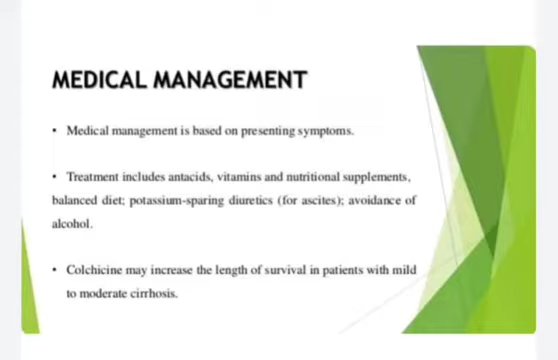 MEDICAL MANAGEMENT
• Medical management is based on presenting symptoms.
• Treatment includes antacids, vitamins and nutritional supplements,
balanced diet; potassium-sparing diuretics (for ascites); avoidance of
alcohol.
• Colchicine may increase the length of survival in patients with mild
to moderate cirrhosis.